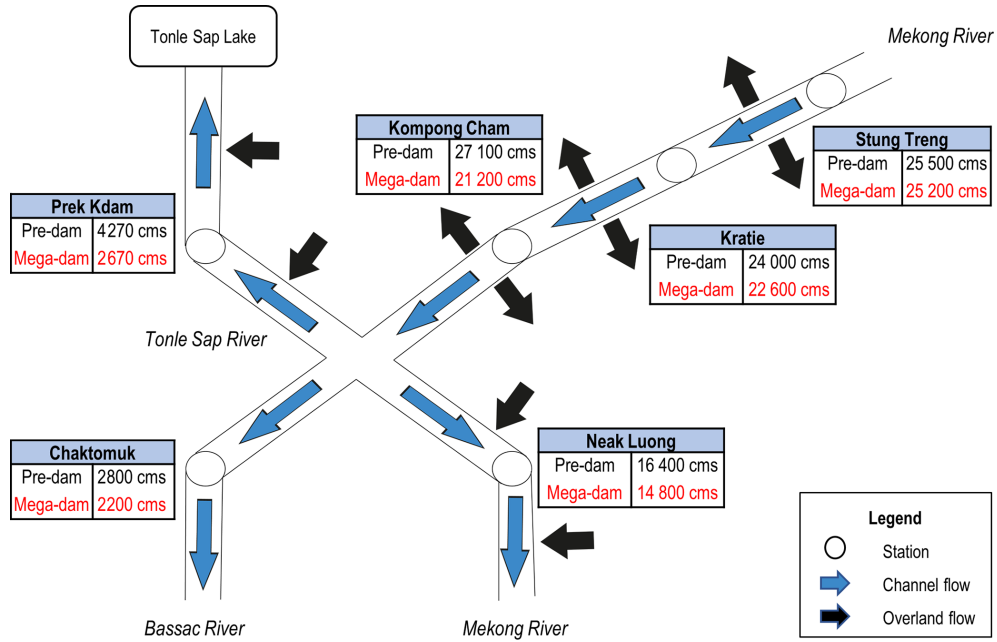 Tonle Sap Lake
Mekong River
Kompong Cham
Pre-dam 27 100 cms
Mega-dam 21 200 cms
Stung Treng
Pre-dam 25 500 cms
Mega-dam 25 200 cms
Prek Kdam
Pre-dam 4270 cms
Mega-dam 2670 cms
Kratie
Pre-dam 24 000 cms
Mega-dam 22 600 cms
Tonle Sap River
Chaktomuk
Pre-dam 2800 cms
Mega-dam 2200 cms
Neak Luong
Pre-dam 16 400 cms
Mega-dam 14 800 cms
Legend
Station
Channel flow
Overland flow
Bassac River
Mekong River